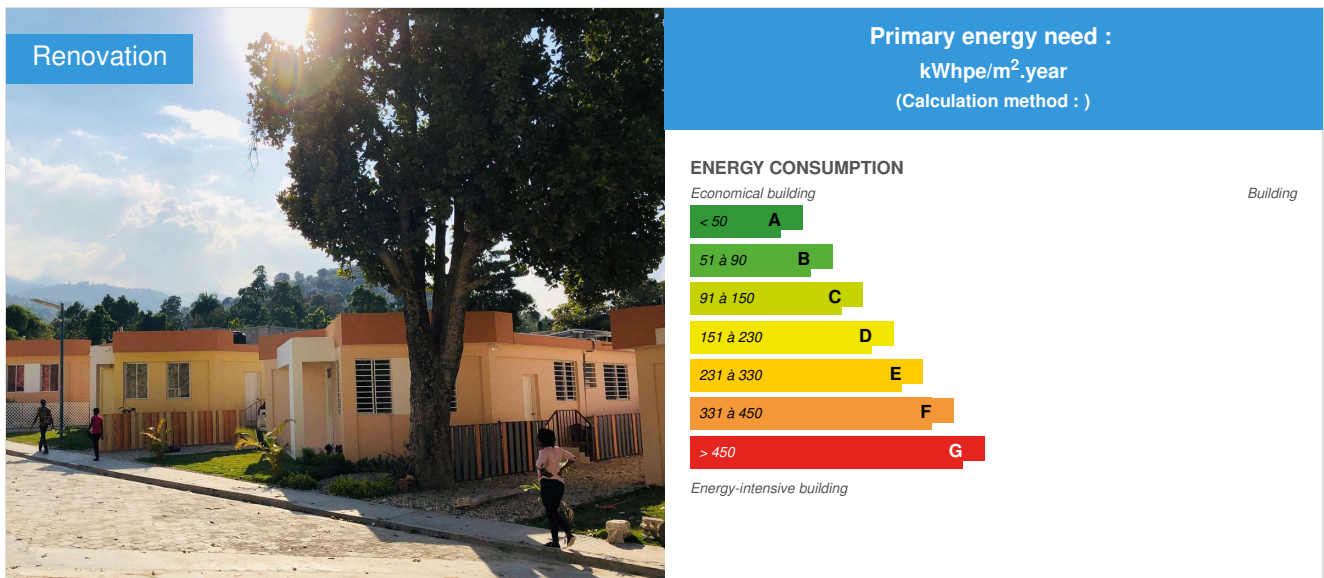 Renovation
Primary energy need :
kWhpe/m².year
(Calculation method : )
ENERGY CONSUMPTION
Economical building
Building
< 50 A
51 à 90 B
91 à 150 C
151 à 230 D
231 à 330 E
331 à 450 F
> 450 G
Energy-intensive building